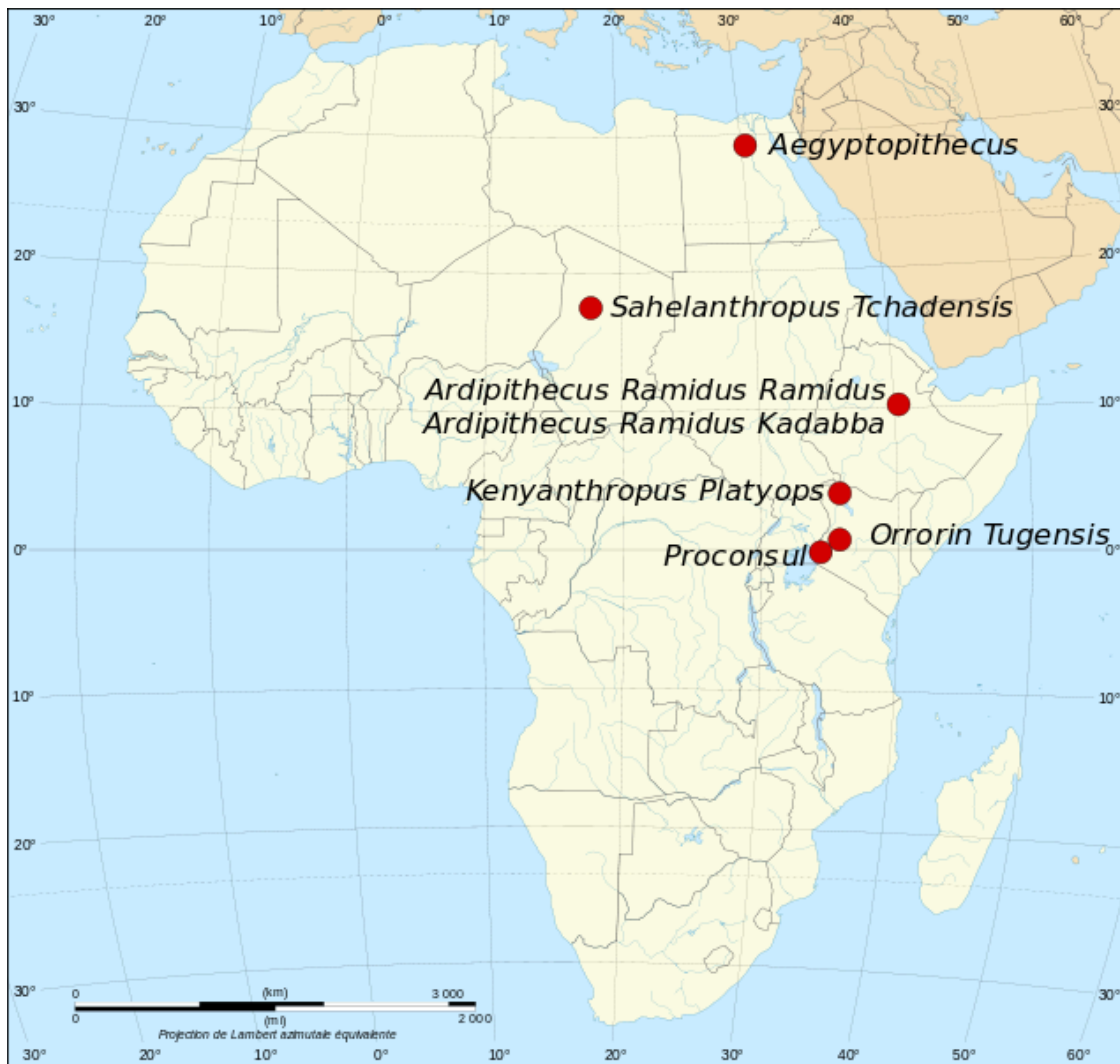 30° 20° 10° 0° 10° 20° 30° 40° 50° 60°
30° 30°
Aegyptopithecus
20° 20°
Sahelanthropus Tchadensis
Ardipithecus Ramidus Ramidus
10° 10°
Ardipithecus Ramidus Kadabba
Kenyanthropus Platyops
Orrorin Tugensis
0° 0°
Proconsul
10° 10°
20° 20°
30° 30°
0 (km) 3 000
0 (mi) 2 000
Projection de Lambert azimutale équivalente
30° 20° 10° 0° 10° 20° 30° 40° 50° 60°